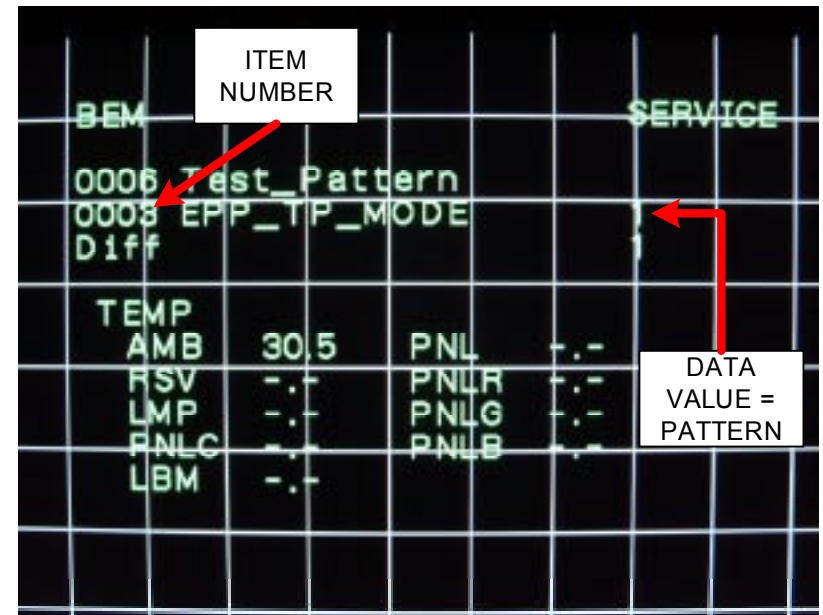 ITEM
NUMBER
BEM SERVICE
0006 Test_Pattern
0003 EPP_TP_MODE 1
Diff 1
TEMP
AMB 30.5 PNL -.-
RSV -.- PNLR -.-
LMP -.- PNLG -.-
PNLC -.- PNLB -.-
LBM -.-
DATA
VALUE =
PATTERN